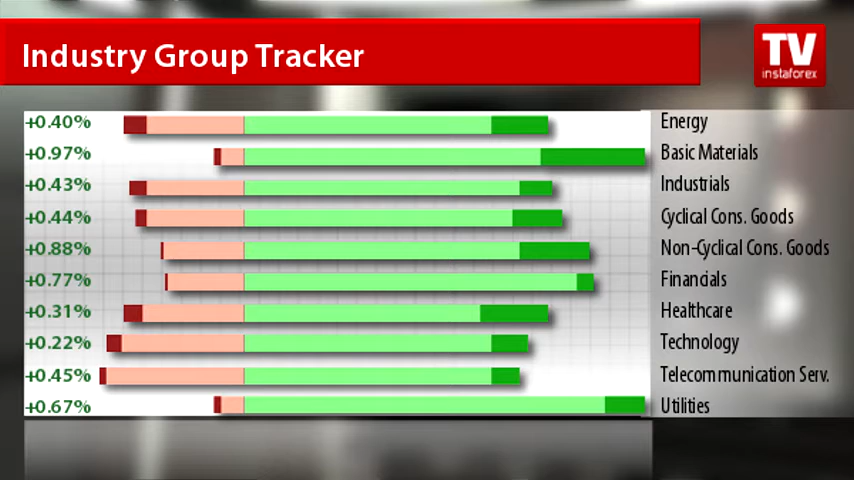 Industry Group Tracker
TV
instaforex
+0.40% Energy
+0.97% Basic Materials
+0.43% Industrials
+0.44% Cyclical Cons. Goods
+0.88% Non-Cyclical Cons. Goods
+0.77% Financials
+0.31% Healthcare
+0.22% Technology
+0.45% Telecommunication Serv.
+0.67% Utilities